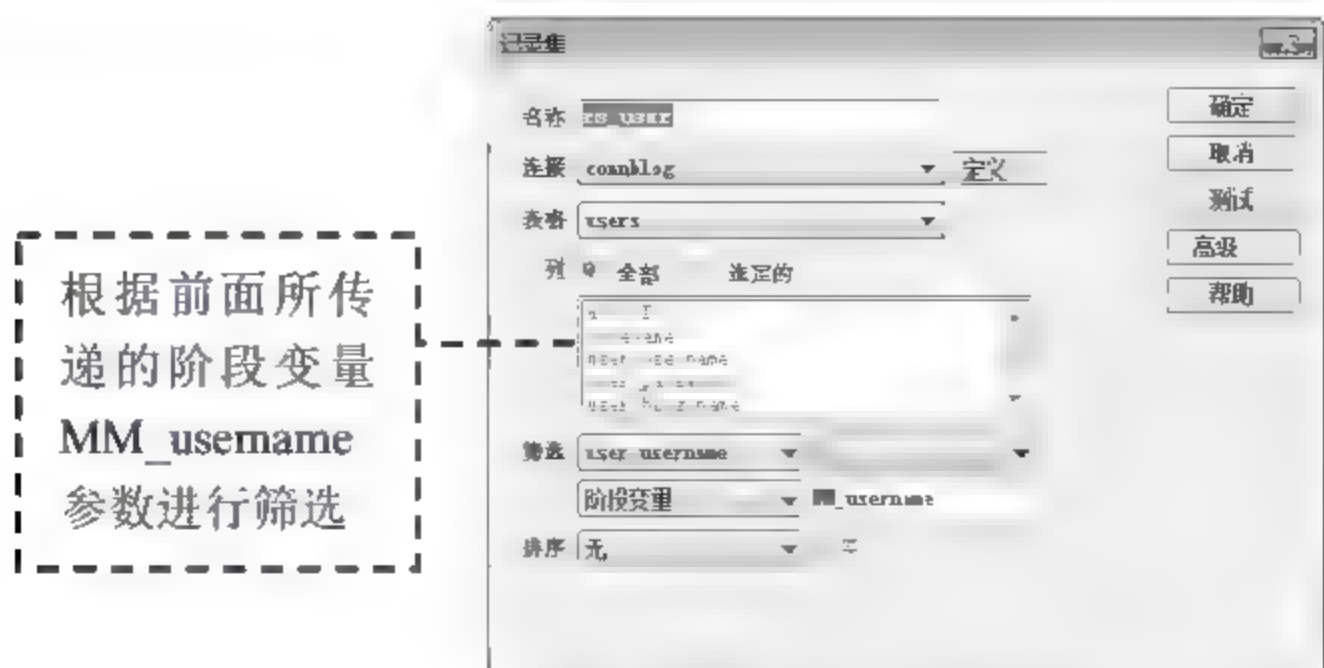 记录集
名称 rs_user
确定
连接 connblog 定义
取消
表格 users
测试
列 全部 选定的
高级
帮助
根据前面所传
递的阶段变量
MM_username
参数进行筛选
筛选 user_username
阶段变量 _username
排序 无